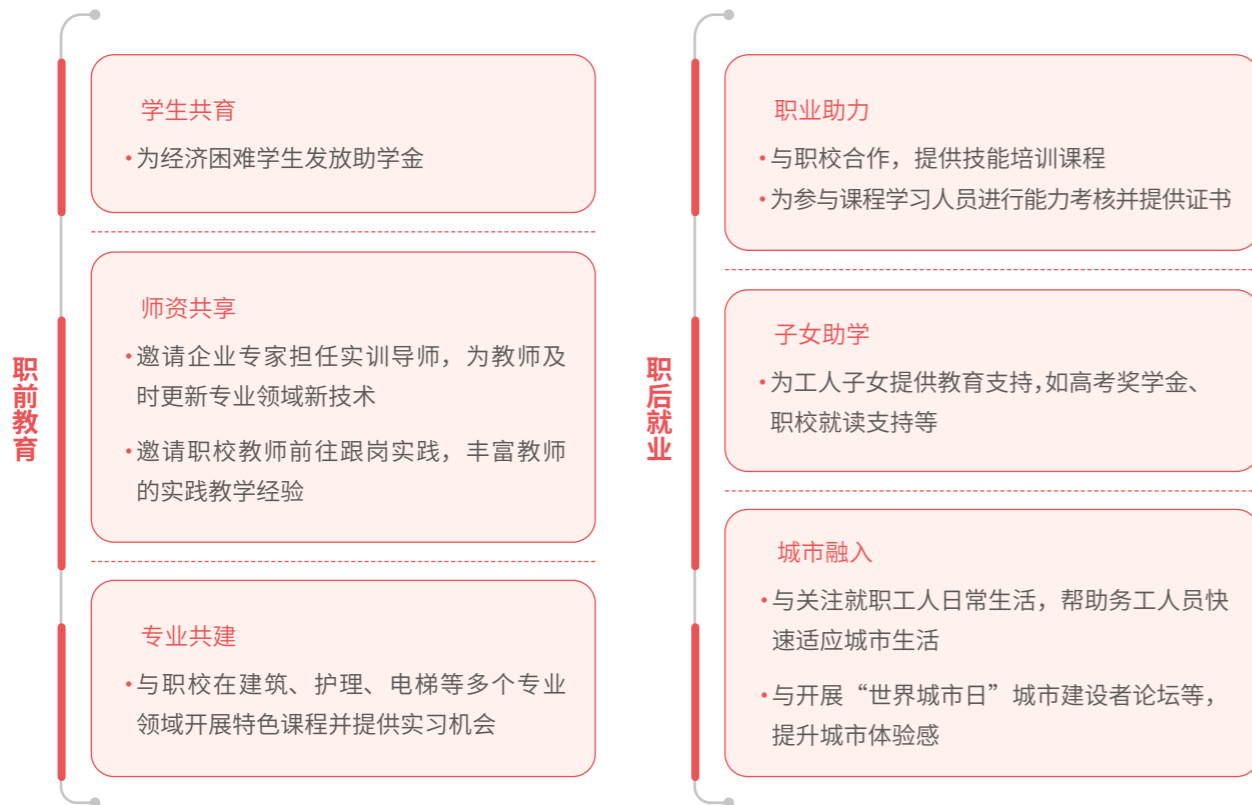 职前教育
学生共育
•为经济困难学生发放助学金
师资共享
•邀请企业专家担任实训导师，为教师及
时更新专业领域新技术
•邀请职校教师前往跟岗实践，丰富教师
的实践教学经验
专业共建
•与职校在建筑、护理、电梯等多个专业
领域开展特色课程并提供实习机会
职后就业
职业助力
•与职校合作，提供技能培训课程
•为参与课程学习人员进行能力考核并提供证书
子女助学
•为工人子女提供教育支持，如高考奖学金、
职校就读支持等
城市融入
•与关注就职工人日常生活，帮助务工人员快
速适应城市生活
•与开展“世界城市日”城市建设者论坛等，
提升城市体验感